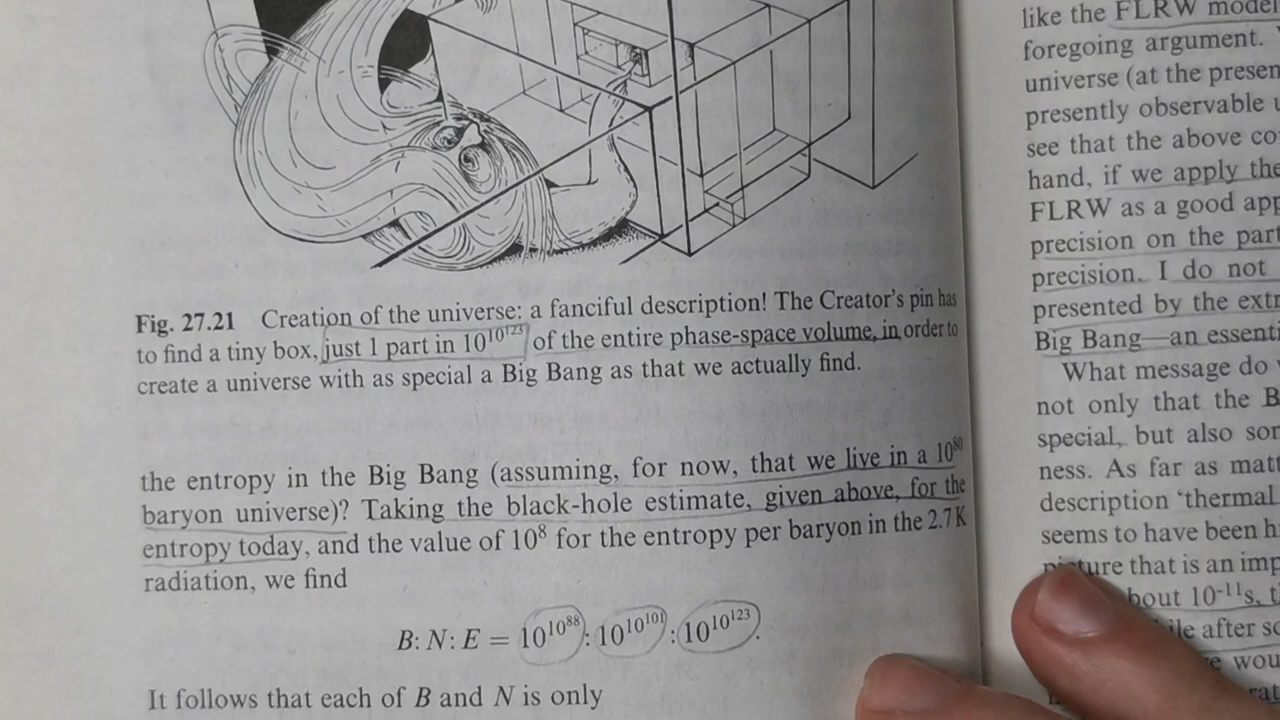 Fig. 27.21 Creation of the universe: a fanciful description! The Creator's pin has
to find a tiny box, just 1 part in 10^10^123 of the entire phase-space volume, in order to
create a universe with as special a Big Bang as that we actually find.
the entropy in the Big Bang (assuming, for now, that we live in a 10^80
baryon universe)? Taking the black-hole estimate, given above, for the
entropy today, and the value of 10^8 for the entropy per baryon in the 2.7 K
radiation, we find
B: N: E = 10^10^88 : 10^10^101 : 10^10^123.
It follows that each of B and N is only
like the FLRW model
foregoing argument.
universe (at the presen
presently observable
see that the above co
hand, if we apply the
FLRW as a good app
precision on the part
precision. I do not
presented by the extr
Big Bang—an essenti
What message do
not only that the B
special, but also som
ness. As far as matt
description 'thermal
seems to have been h
picture that is an imp
bout 10^-11 s, t
ile after so
wou